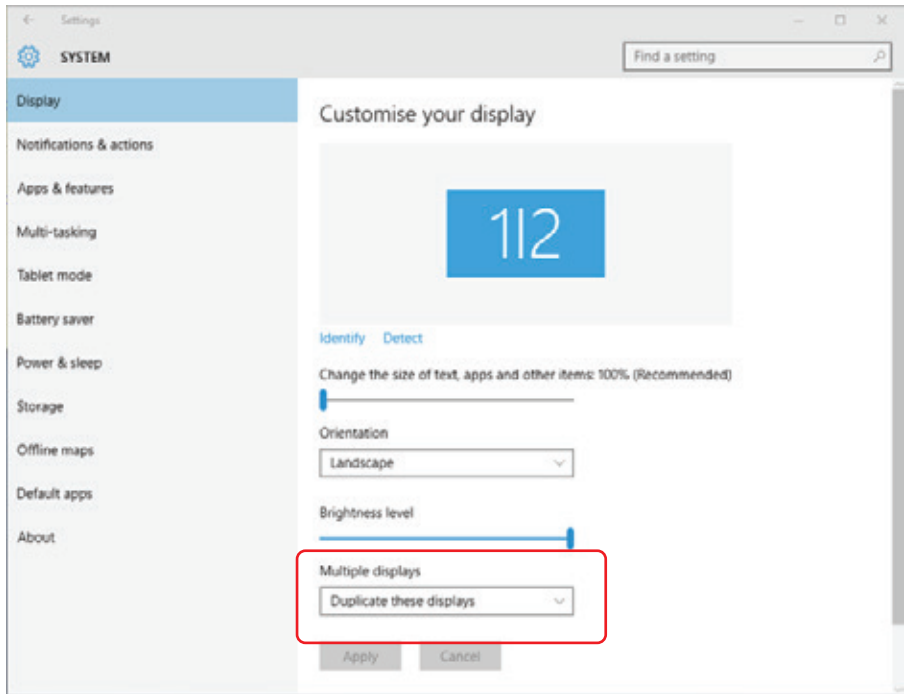 Settings
SYSTEM
Find a setting
Display
Notifications & actions
Apps & features
Multi-tasking
Tablet mode
Battery saver
Power & sleep
Storage
Offline maps
Default apps
About
Customise your display
1|2
Identify Detect
Change the size of text, apps and other items: 100% (Recommended)
Orientation
Landscape
Brightness level
Multiple displays
Duplicate these displays
Apply Cancel